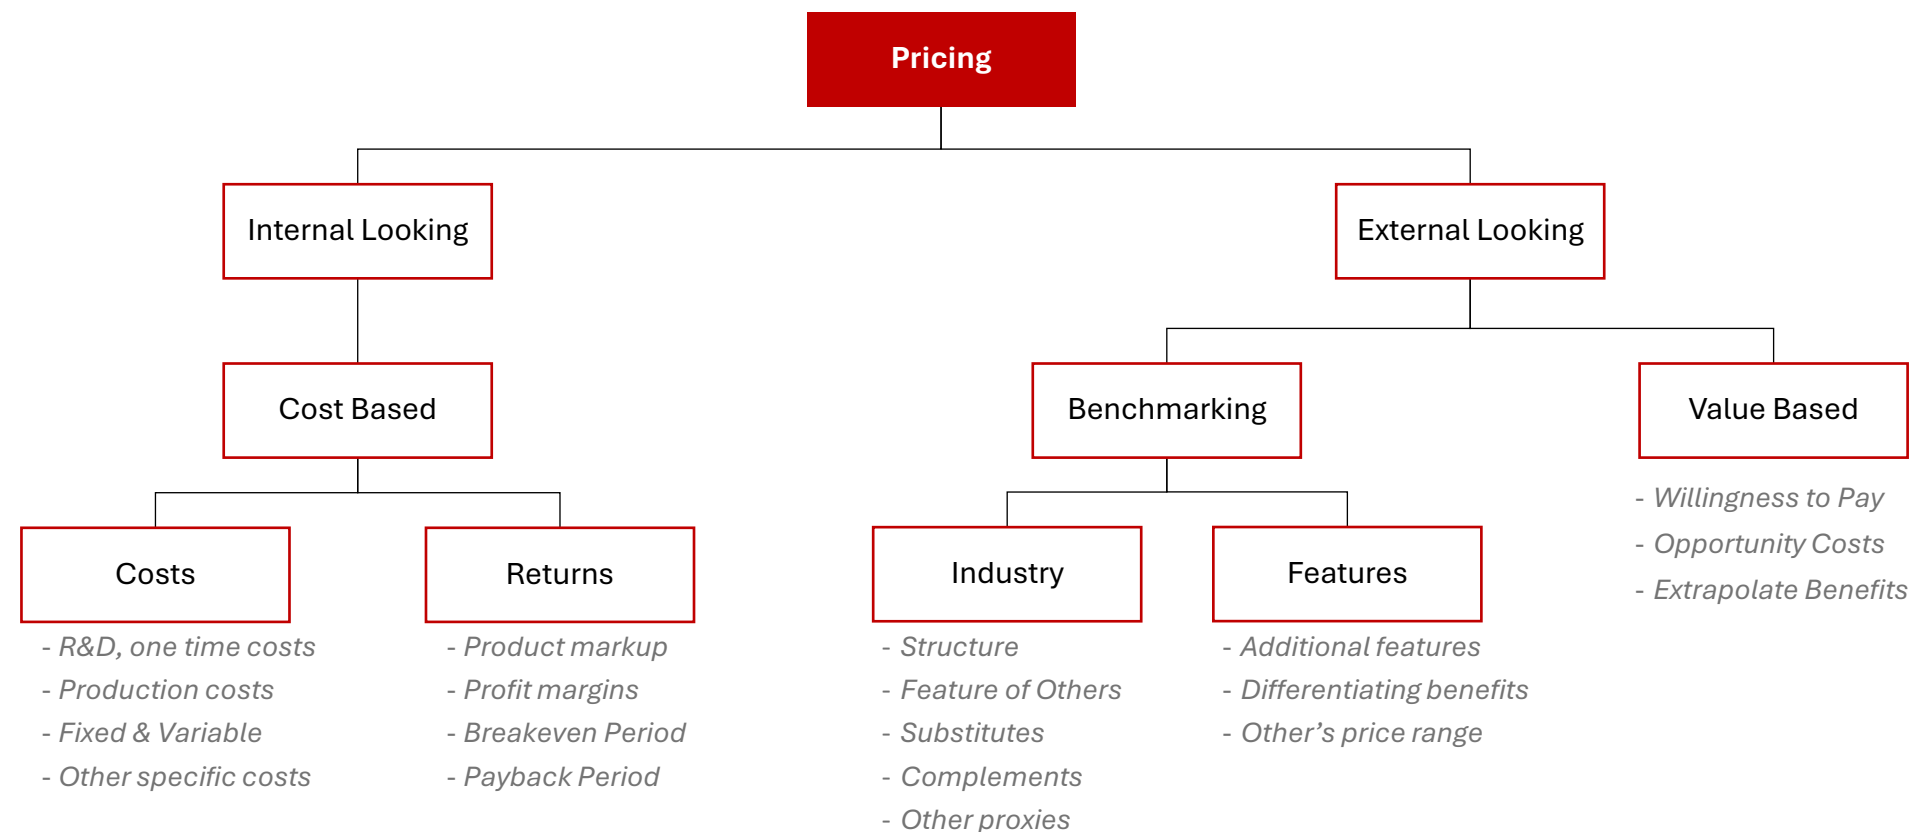 Pricing
Internal Looking
External Looking
Cost Based
Benchmarking
Value Based
- Willingness to Pay
- Opportunity Costs
- Extrapolate Benefits
Costs
- R&D, one time costs
- Production costs
- Fixed & Variable
- Other specific costs
Returns
- Product markup
- Profit margins
- Breakeven Period
- Payback Period
Industry
- Structure
- Feature of Others
- Substitutes
- Complements
- Other proxies
Features
- Additional features
- Differentiating benefits
- Other’s price range